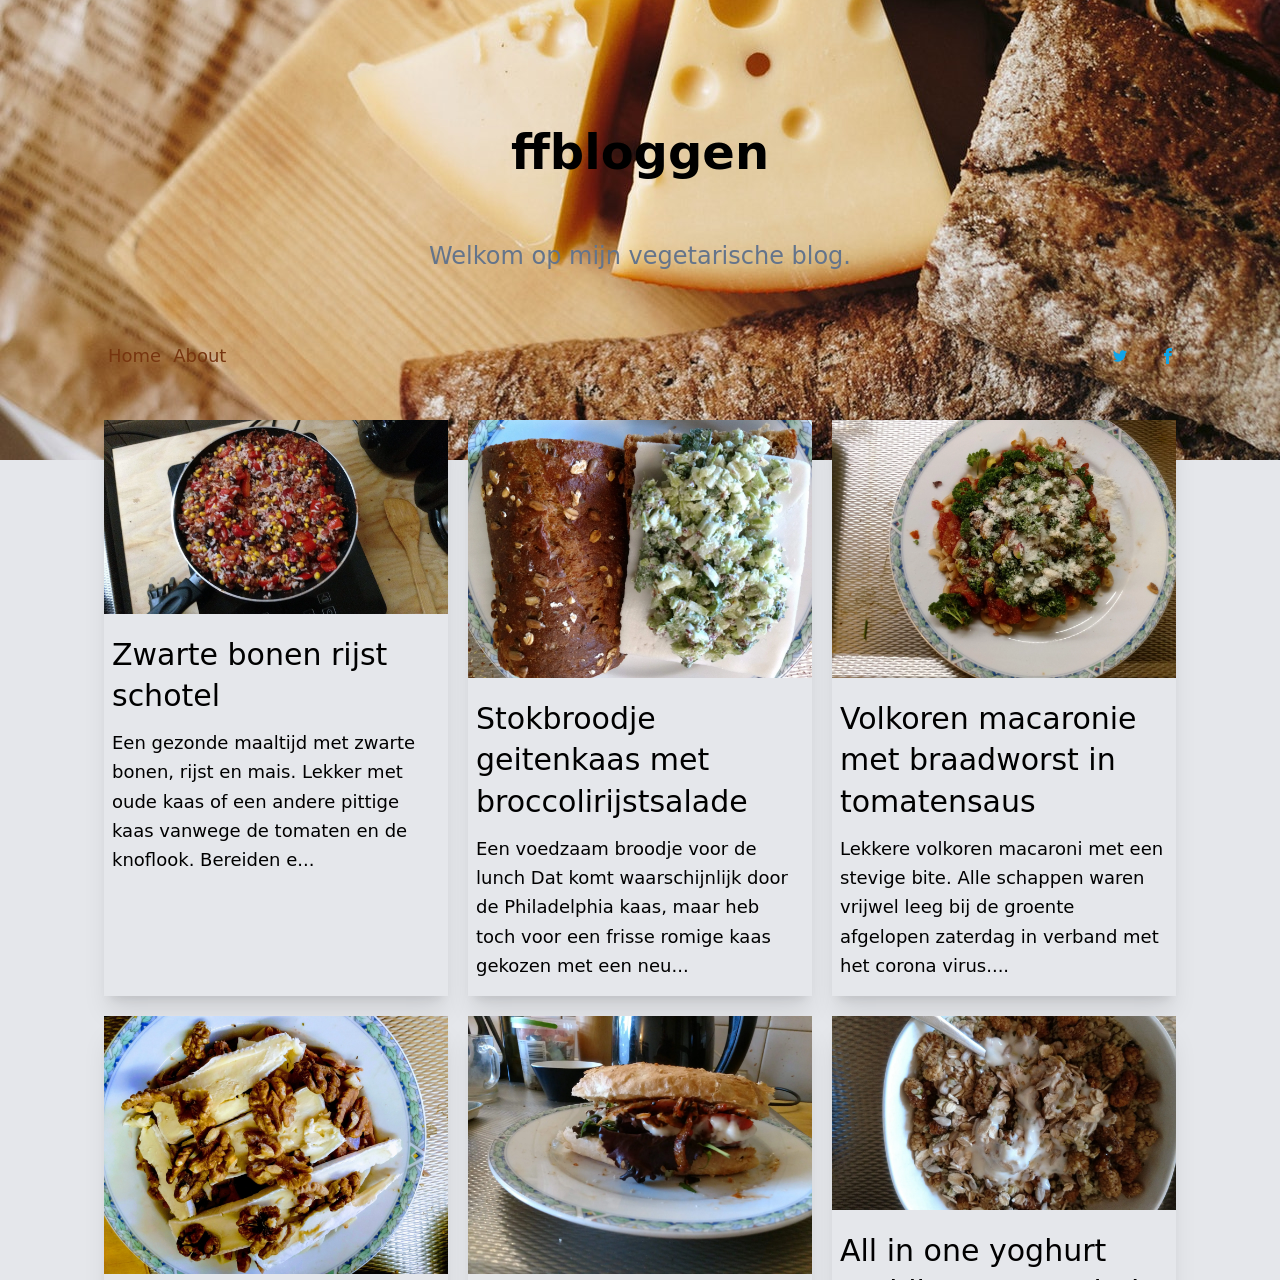 ffbloggen
Welkom op mijn vegetarische blog.
Home About
Zwarte bonen rijst
schotel
Een gezonde maaltijd met zwarte
bonen, rijst en mais. Lekker met
oude kaas of een andere pittige
kaas vanwege de tomaten en de
knoflook. Bereiden e...
Stokbroodje
geitenkaas met
broccolirijstsalade
Een voedzaam broodje voor de
lunch Dat komt waarschijnlijk door
de Philadelphia kaas, maar heb
toch voor een frisse romige kaas
gekozen met een neu...
Volkoren macaronie
met braadworst in
tomatensaus
Lekkere volkoren macaroni met een
stevige bite. Alle schappen waren
vrijwel leeg bij de groente
afgelopen zaterdag in verband met
het corona virus....
All in one yoghurt